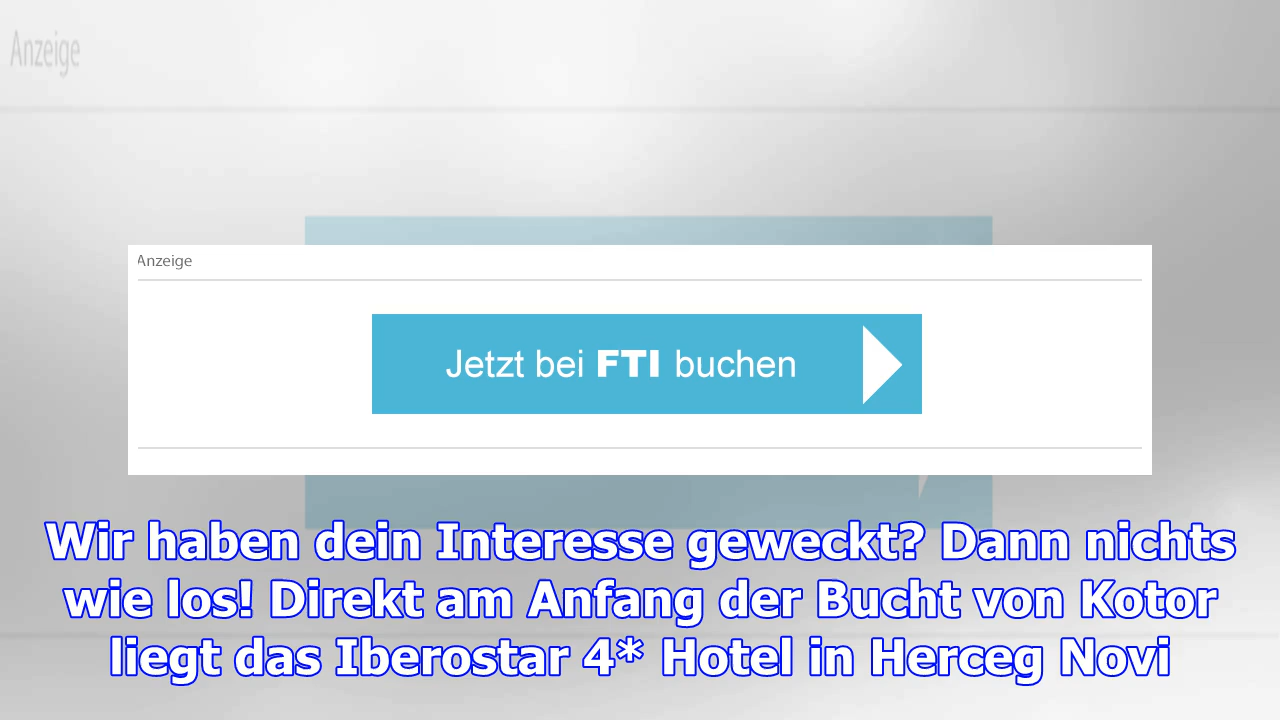 Anzeige
Anzeige
Jetzt bei FTI buchen
Wir haben dein Interesse geweckt? Dann nichts
wie los! Direkt am Anfang der Bucht von Kotor
liegt das Iberostar 4* Hotel in Herceg Novi